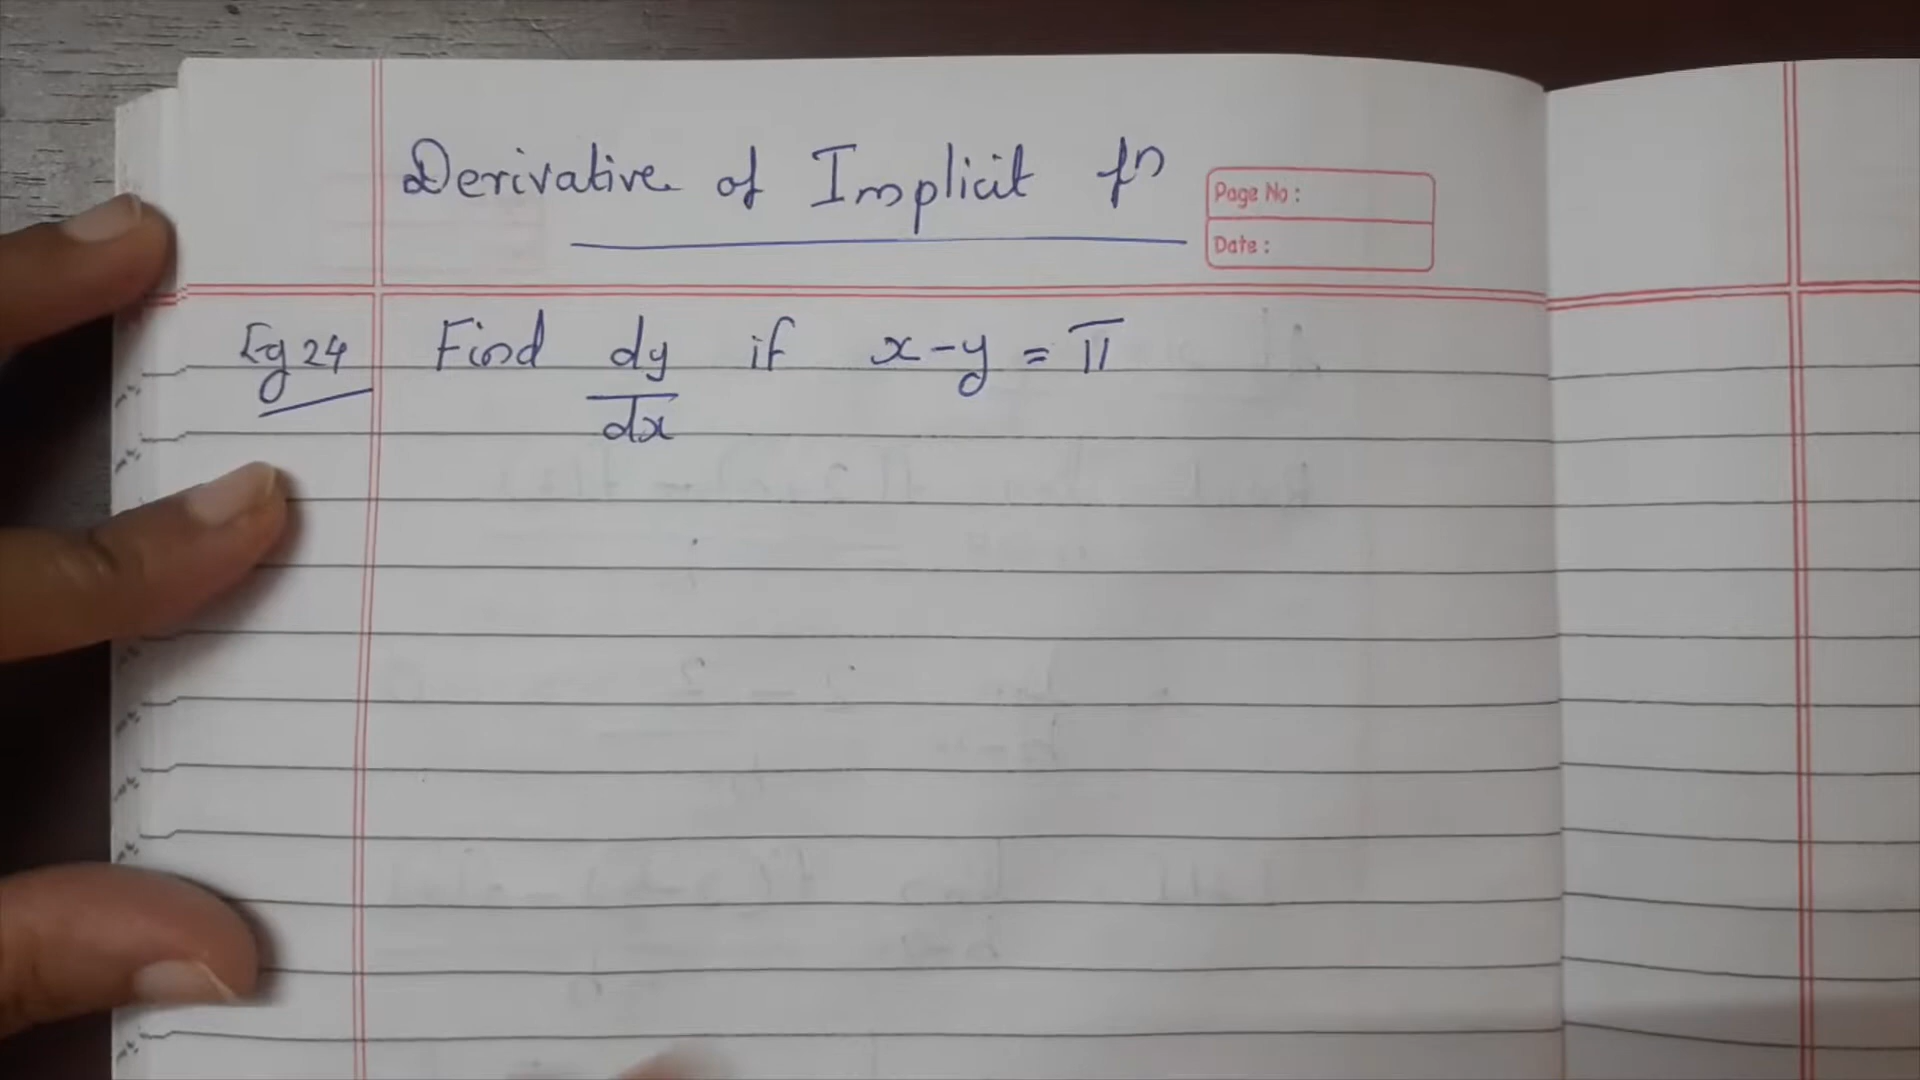 Derivative of Implicit fn
Page No :
Date :
Eg 24 Find dy/dx if x-y = π